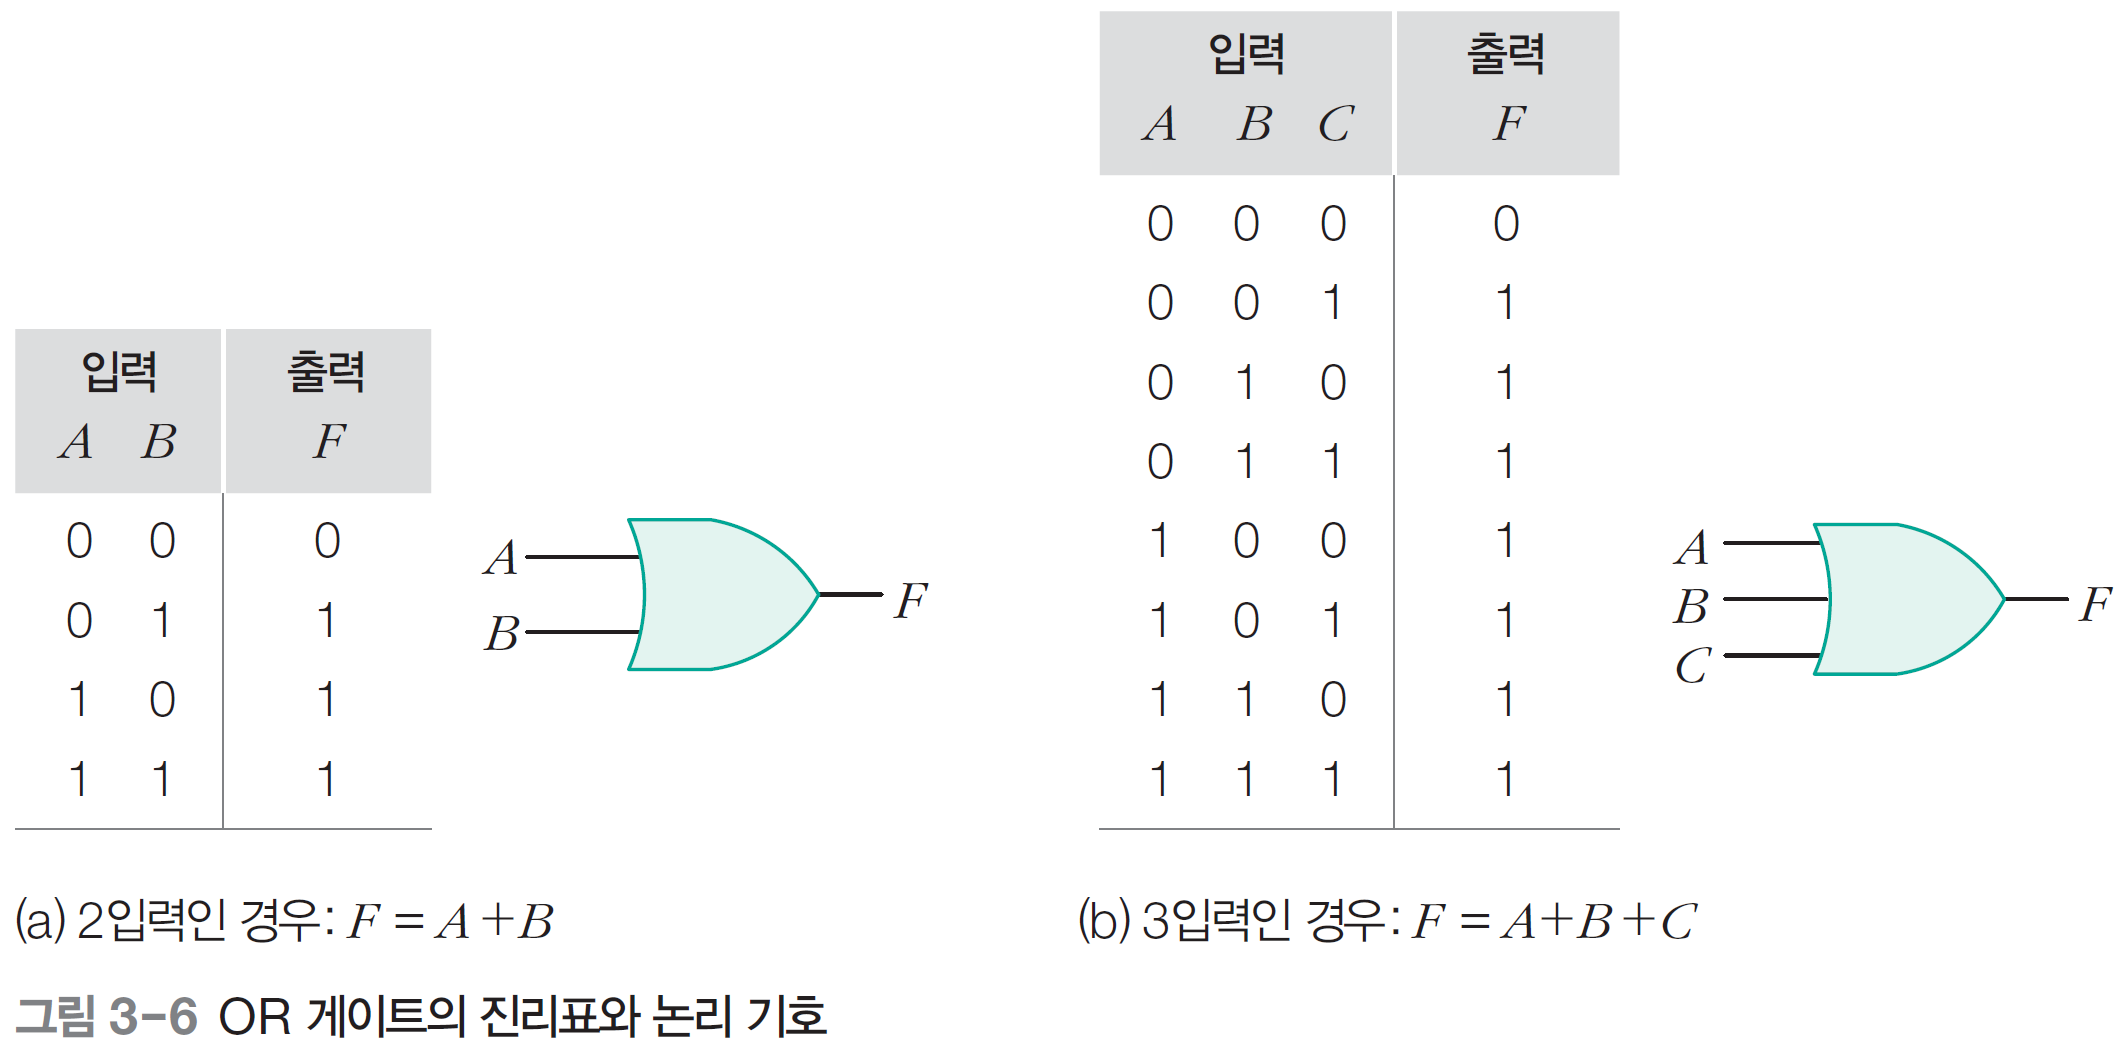 입력 출력
A B F
0 0 0
0 1 1
1 0 1
1 1 1
A
B
F
(a) 2입력인 경우: F = A + B
입력 출력
A B C F
0 0 0 0
0 0 1 1
0 1 0 1
0 1 1 1
1 0 0 1
1 0 1 1
1 1 0 1
1 1 1 1
A
B
C
F
(b) 3입력인 경우: F = A + B + C
그림 3-6 OR 게이트의 진리표와 논리 기호